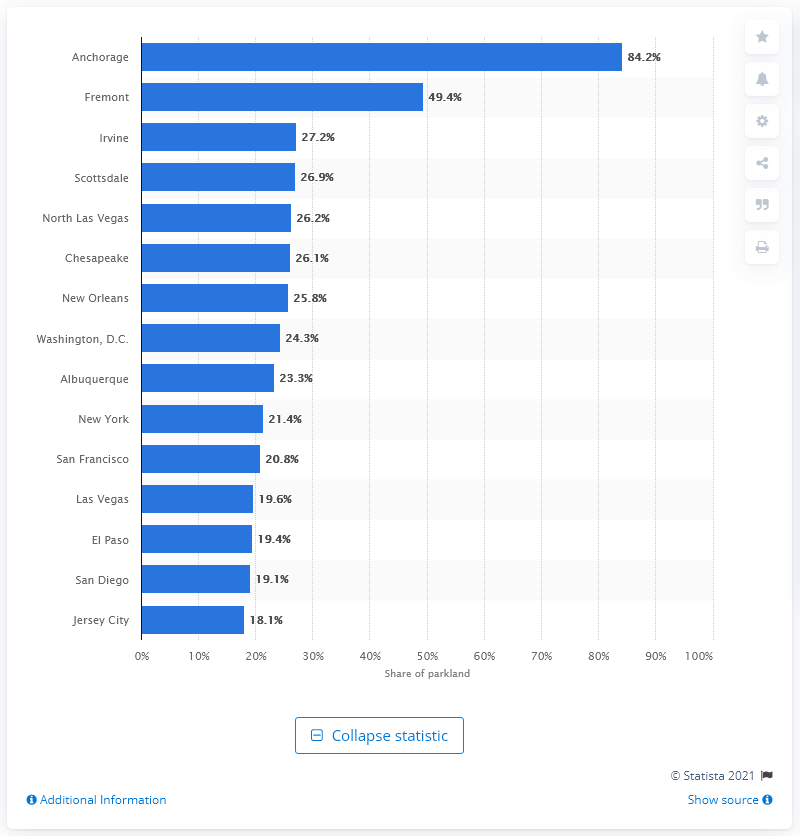 Anchorage 84.2%
Fremont 49.4%
Irvine 27.2%
Scottsdale 26.9%
North Las Vegas 26.2%
Chesapeake 26.1%
New Orleans 25.8%
Washington, D.C. 24.3%
Albuquerque 23.3%
New York 21.4%
San Francisco 20.8%
Las Vegas 19.6%
El Paso 19.4%
San Diego 19.1%
Jersey City 18.1%
0% 10% 20% 30% 40% 50% 60% 70% 80% 90% 100%
Share of parkland
Collapse statistic
© Statista 2021
Additional Information Show source